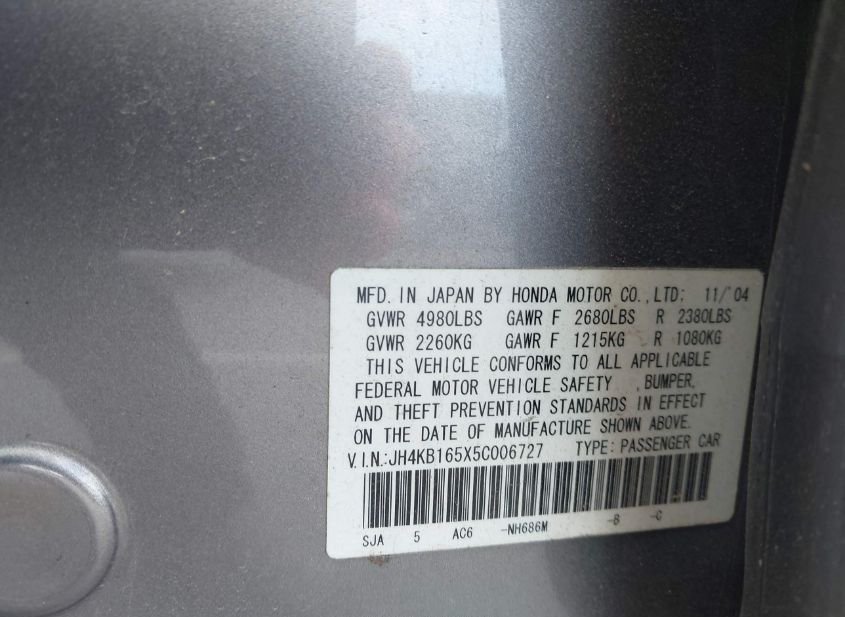 MFD. IN JAPAN BY HONDA MOTOR CO., LTD: 11/'04
GVWR 4980LBS GAWR F 2680LBS R 2380LBS
GVWR 2260KG GAWR F 1215KG R 1080KG
THIS VEHICLE CONFORMS TO ALL APPLICABLE
FEDERAL MOTOR VEHICLE SAFETY ,BUMPER,
AND THEFT PREVENTION STANDARDS IN EFFECT
ON THE DATE OF MANUFACTURE SHOWN ABOVE.
V.I.N.:JH4KB165X5C006727 TYPE: PASSENGER CAR
SJA 5 AC6 -NH686M -B -C